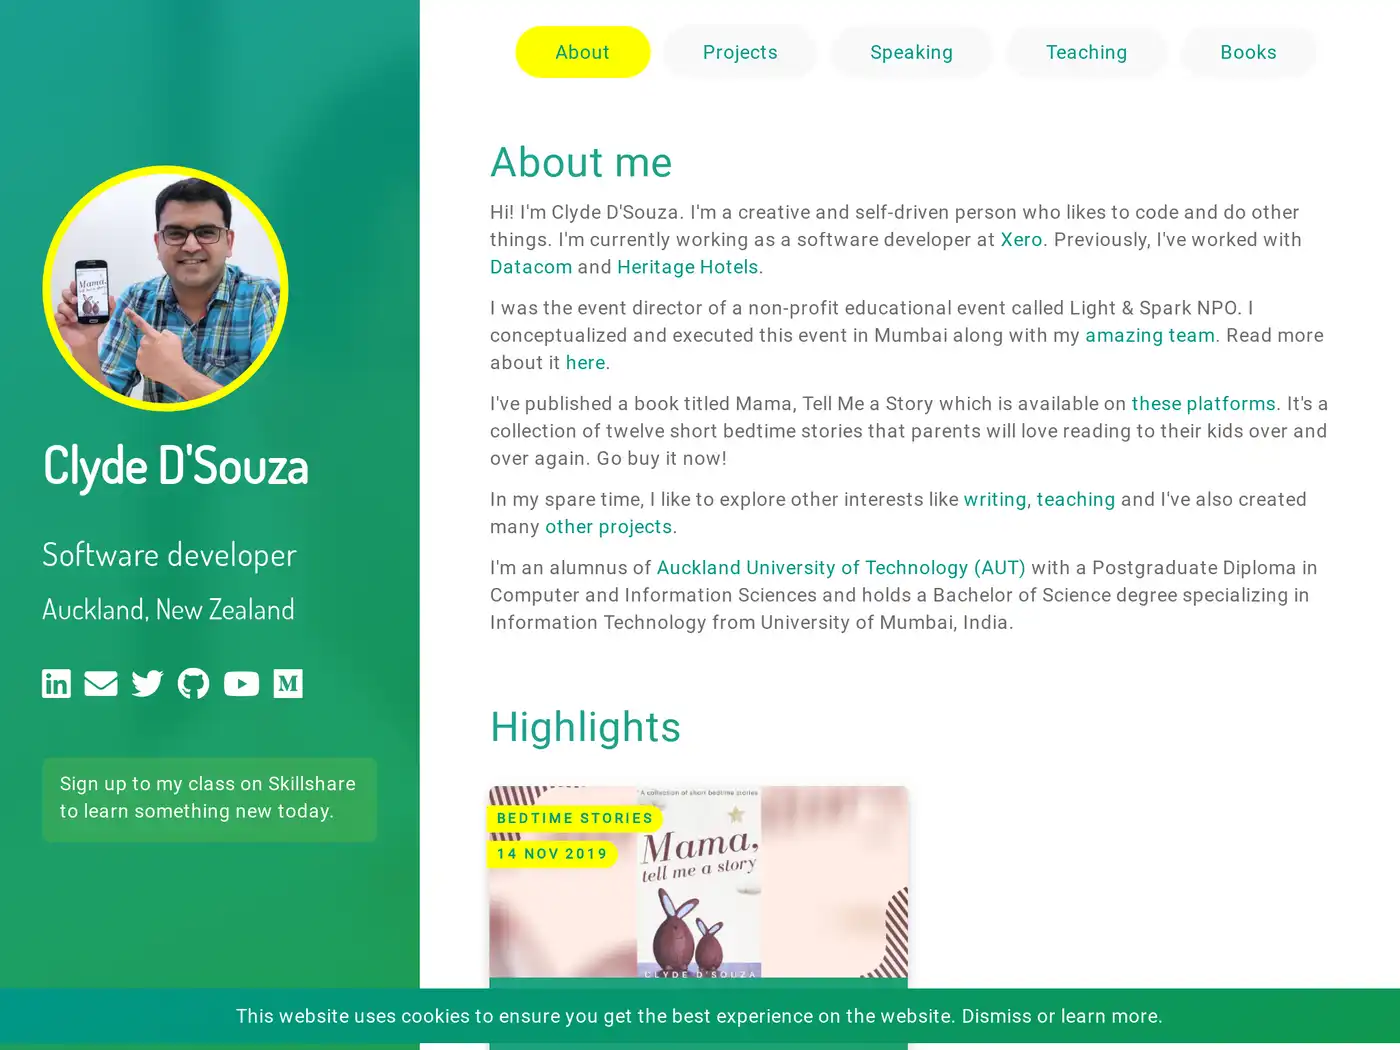 About
Projects
Speaking
Teaching
Books
Clyde D'Souza
Software developer
Auckland, New Zealand
Sign up to my class on Skillshare
to learn something new today.
About me
Hi! I'm Clyde D'Souza. I'm a creative and self-driven person who likes to code and do other
things. I'm currently working as a software developer at Xero. Previously, I've worked with
Datacom and Heritage Hotels.
I was the event director of a non-profit educational event called Light & Spark NPO. I
conceptualized and executed this event in Mumbai along with my amazing team. Read more
about it here.
I've published a book titled Mama, Tell Me a Story which is available on these platforms. It's a
collection of twelve short bedtime stories that parents will love reading to their kids over and
over again. Go buy it now!
In my spare time, I like to explore other interests like writing, teaching and I've also created
many other projects.
I'm an alumnus of Auckland University of Technology (AUT) with a Postgraduate Diploma in
Computer and Information Sciences and holds a Bachelor of Science degree specializing in
Information Technology from University of Mumbai, India.
Highlights
BEDTIME STORIES
14 NOV 2019
A collection of short bedtime stories
Mama,
tell me a story
CLYDE D'SOUZA
This website uses cookies to ensure you get the best experience on the website. Dismiss or learn more.